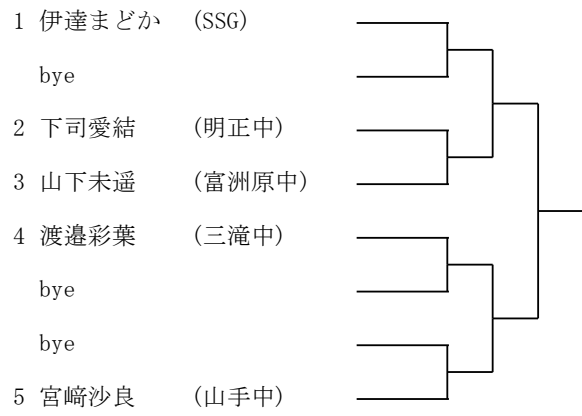 1 伊達まどか (SSG)
bye
2 下司愛結 (明正中)
3 山下未遥 (富洲原中)
4 渡邉彩葉 (三滝中)
bye
bye
5 宮﨑沙良 (山手中)